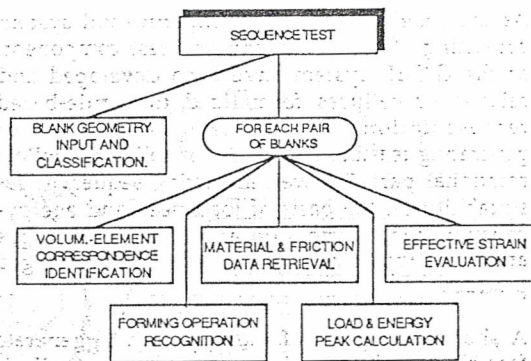 SEQUENCE TEST
BLANK GEOMETRY
INPUT AND
CLASSIFICATION.
FOR EACH PAIR
OF BLANKS
VOLUM.-ELEMENT
CORRESPONDENCE
IDENTIFICATION
MATERIAL & FRICTION
DATA RETRIEVAL
EFFECTIVE STRAIN
EVALUATION
FORMING OPERATION
RECOGNITION
LOAD & ENERGY
PEAK CALCULATION